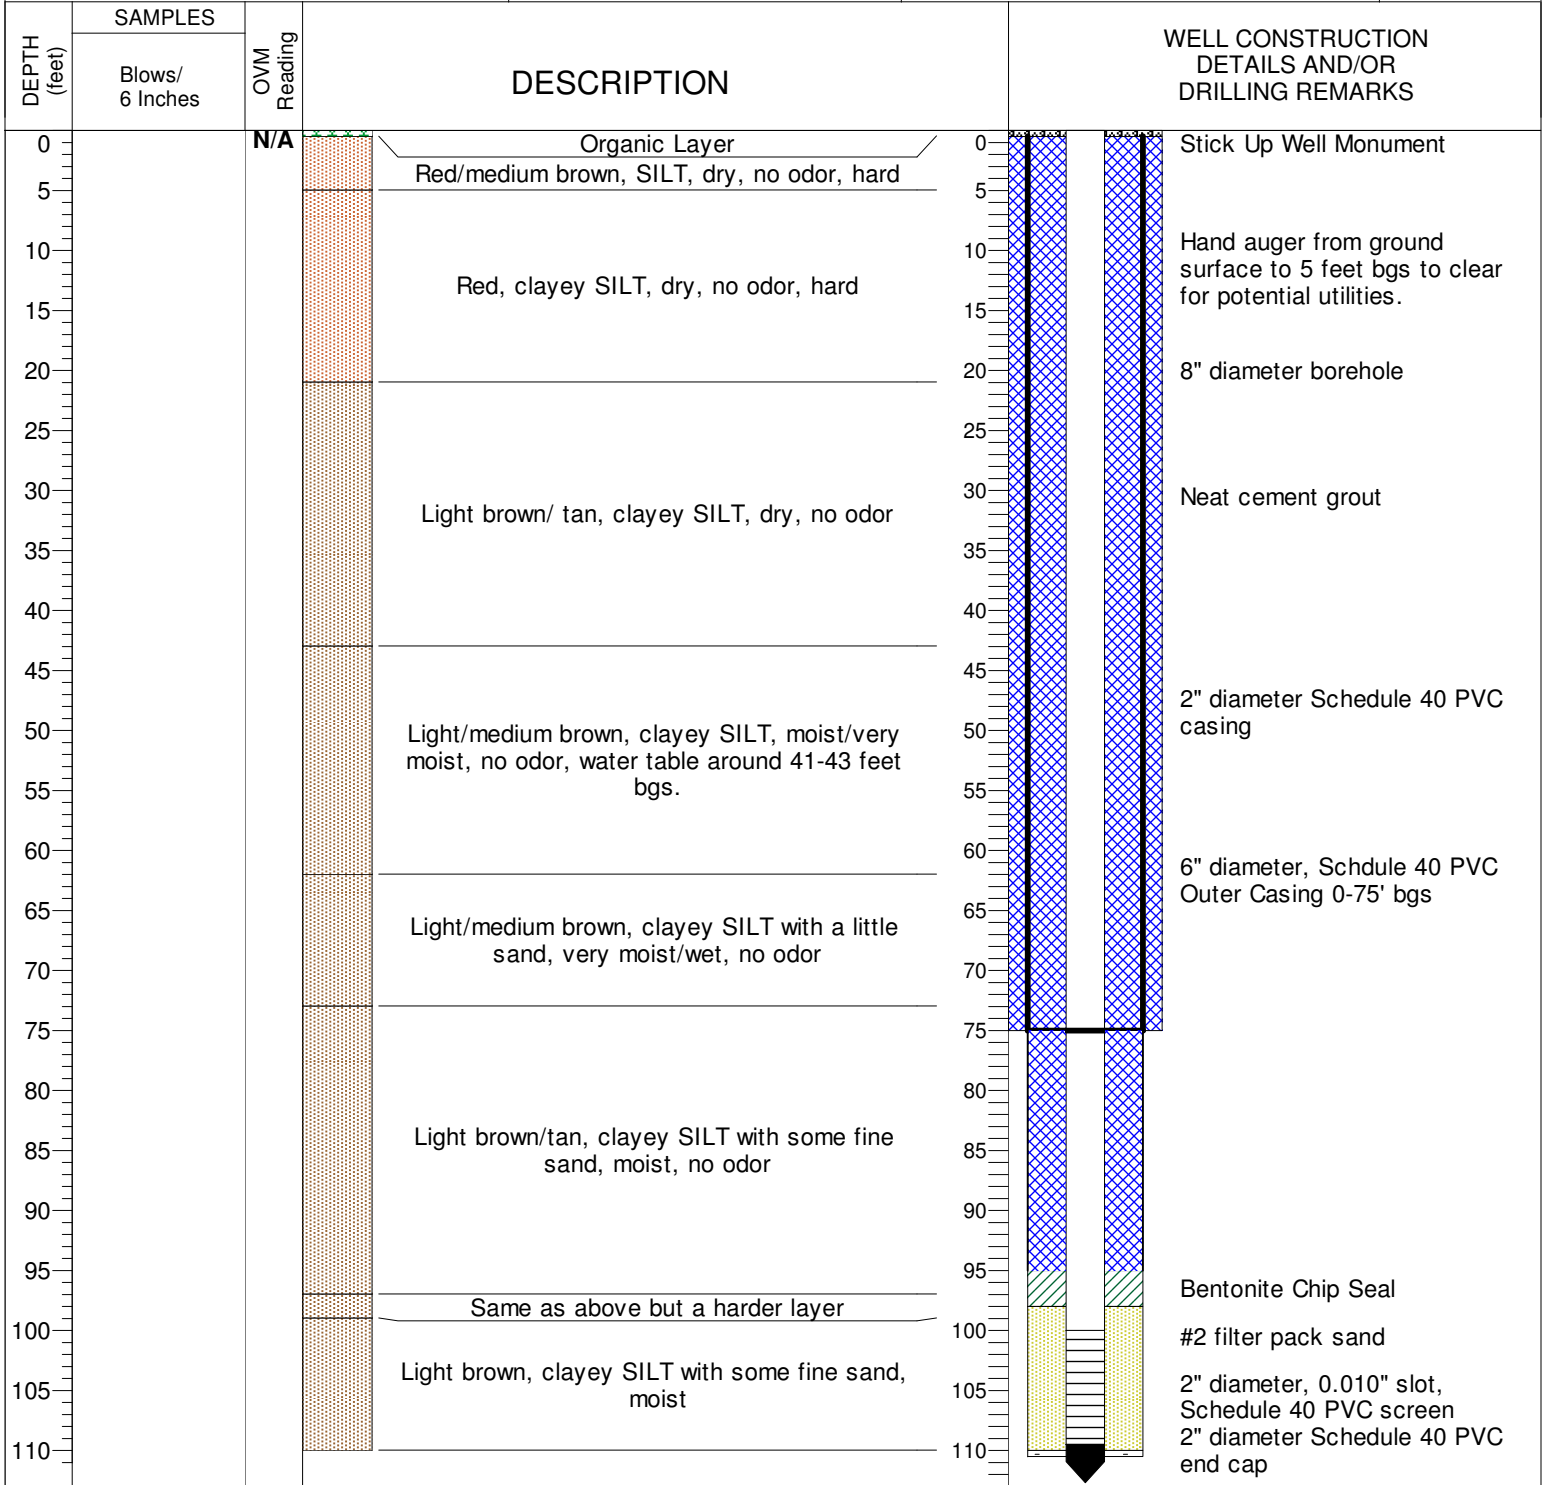 SAMPLES
DEPTH
(feet)
Blows/
6 Inches
OVM
Reading
DESCRIPTION
WELL CONSTRUCTION
DETAILS AND/OR
DRILLING REMARKS
0
5
10
15
20
25
30
35
40
45
50
55
60
65
70
75
80
85
90
95
100
105
110
N/A
Organic Layer
Red/medium brown, SILT, dry, no odor, hard
Red, clayey SILT, dry, no odor, hard
Light brown/ tan, clayey SILT, dry, no odor
Light/medium brown, clayey SILT, moist/very
moist, no odor, water table around 41-43 feet
bgs.
Light/medium brown, clayey SILT with a little
sand, very moist/wet, no odor
Light brown/tan, clayey SILT with some fine
sand, moist, no odor
Same as above but a harder layer
Light brown, clayey SILT with some fine sand,
moist
0
5
10
15
20
25
30
35
40
45
50
55
60
65
70
75
80
85
90
95
100
105
110
Stick Up Well Monument
Hand auger from ground
surface to 5 feet bgs to clear
for potential utilities.
8" diameter borehole
Neat cement grout
2" diameter Schedule 40 PVC
casing
6" diameter, Schdule 40 PVC
Outer Casing 0-75' bgs
Bentonite Chip Seal
#2 filter pack sand
2" diameter, 0.010" slot,
Schedule 40 PVC screen
2" diameter Schedule 40 PVC
end cap